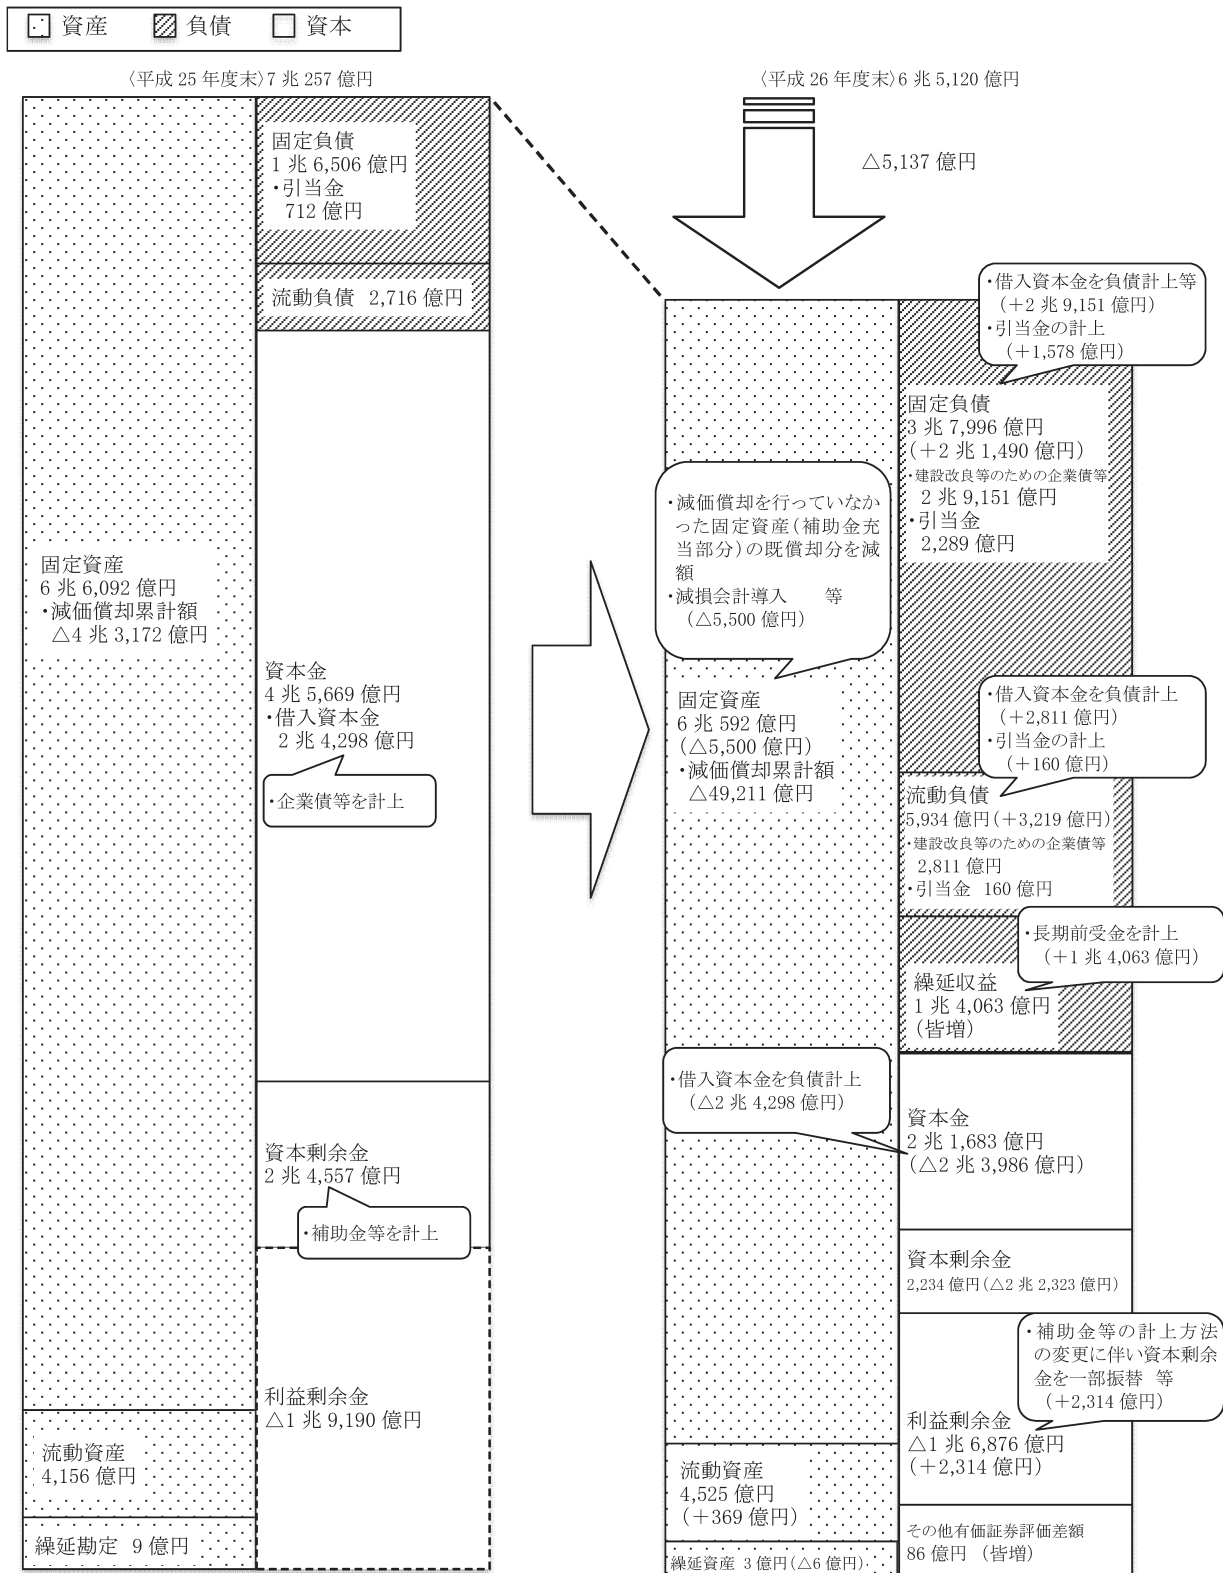 資産 負債 資本
〈平成 25 年度末〉7 兆 257 億円
固定資産
6 兆 6,092 億円
・減価償却累計額
△4 兆 3,172 億円
流動資産
4,156 億円
繰延勘定 9 億円
固定負債
1 兆 6,506 億円
・引当金
712 億円
流動負債 2,716 億円
資本金
4 兆 5,669 億円
・借入資本金
2 兆 4,298 億円
・企業債等を計上
資本剰余金
2 兆 4,557 億円
・補助金等を計上
利益剰余金
△1 兆 9,190 億円
〈平成 26 年度末〉6 兆 5,120 億円
△5,137 億円
・減価償却を行っていなか
った固定資産（補助金充
当部分）の既償却分を減
額
・減損会計導入 等
（△5,500 億円）
固定資産
6 兆 592 億円
（△5,500 億円）
・減価償却累計額
△49,211 億円
・借入資本金を負債計上
（△2 兆 4,298 億円）
流動資産
4,525 億円
（＋369 億円）
繰延資産 3 億円（△6 億円）
・借入資本金を負債計上等
（＋2 兆 9,151 億円）
・引当金の計上
（＋1,578 億円）
固定負債
3 兆 7,996 億円
（＋2 兆 1,490 億円）
・建設改良等のための企業債等
2 兆 9,151 億円
・引当金
2,289 億円
・借入資本金を負債計上
（＋2,811 億円）
・引当金の計上
（＋160 億円）
流動負債
5,934 億円（＋3,219 億円）
・建設改良等のための企業債等
2,811 億円
・引当金 160 億円
・長期前受金を計上
（＋1 兆 4,063 億円）
繰延収益
1 兆 4,063 億円
（皆増）
資本金
2 兆 1,683 億円
（△2 兆 3,986 億円）
資本剰余金
2,234 億円（△2 兆 2,323 億円）
・補助金等の計上方法
の変更に伴い資本剰余
金を一部振替 等
（＋2,314 億円）
利益剰余金
△1 兆 6,876 億円
（＋2,314 億円）
その他有価証券評価差額
86 億円 （皆増）